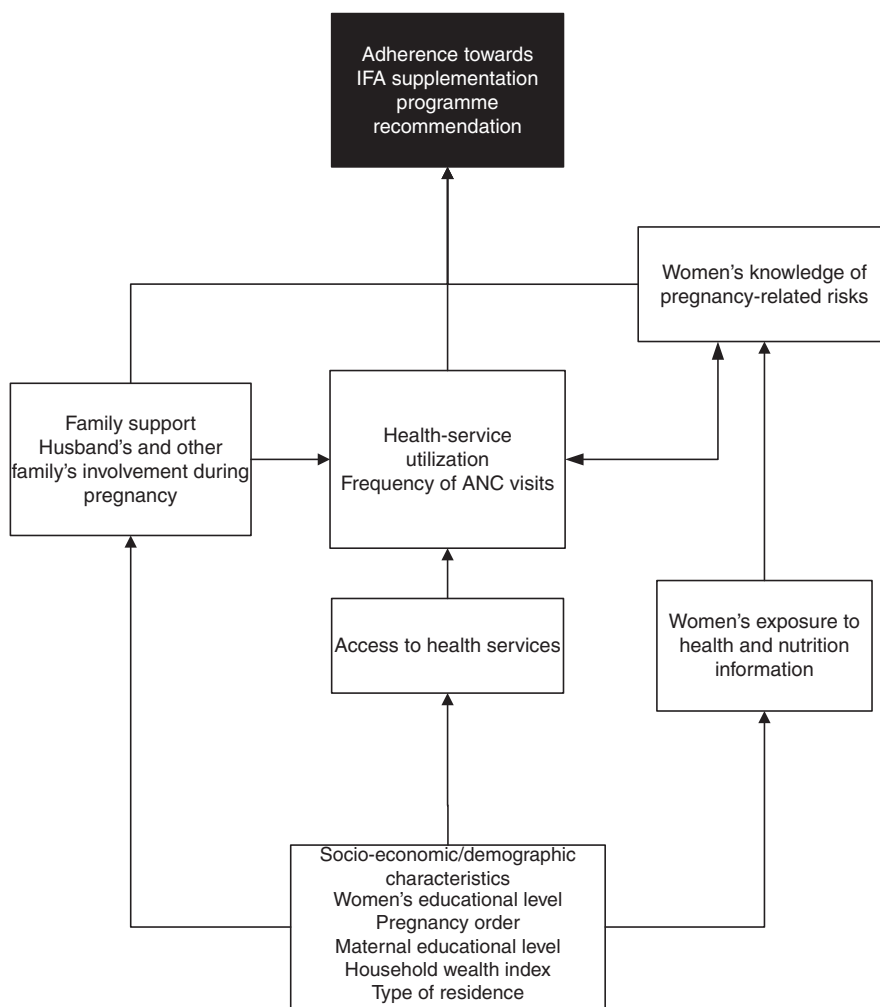 Adherence towards
IFA supplementation
programme
recommendation
Women’s knowledge of
pregnancy-related risks
Family support
Husband’s and other
family’s involvement during
pregnancy
Health-service
utilization
Frequency of ANC visits
Access to health services
Women’s exposure to
health and nutrition
information
Socio-economic/demographic
characteristics
Women’s educational level
Pregnancy order
Maternal educational level
Household wealth index
Type of residence